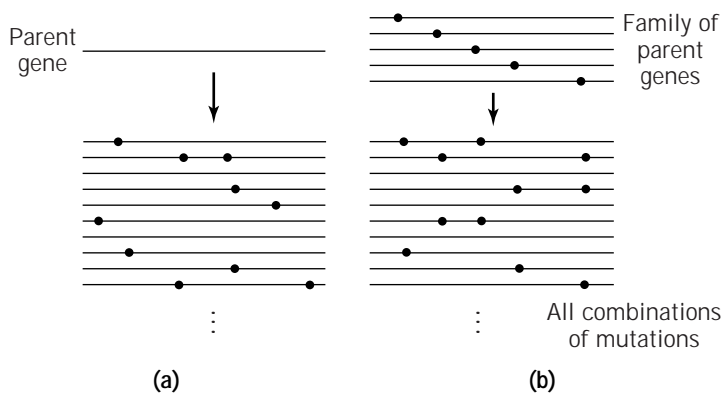 Parent
gene
Family of
parent
genes
All combinations
of mutations
(a)
(b)